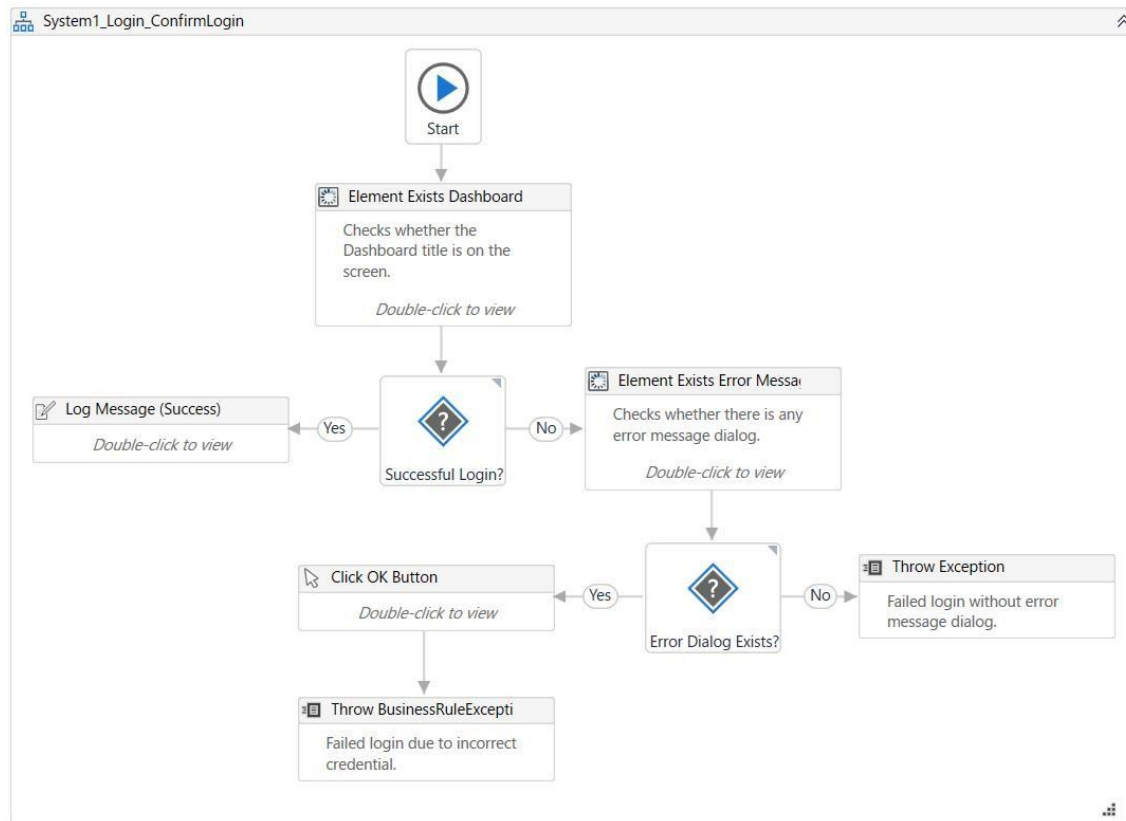 System1_Login_ConfirmLogin
Start
Element Exists Dashboard
Checks whether the
Dashboard title is on the
screen.
Double-click to view
Element Exists Error Messag
Checks whether there is any
error message dialog.
Double-click to view
Log Message (Success)
Double-click to view
Yes
?
No
Successful Login?
Click OK Button
Double-click to view
Yes
?
No
Error Dialog Exists?
Throw Exception
Failed login without error
message dialog.
Throw BusinessRuleExcepti
Failed login due to incorrect
credential.